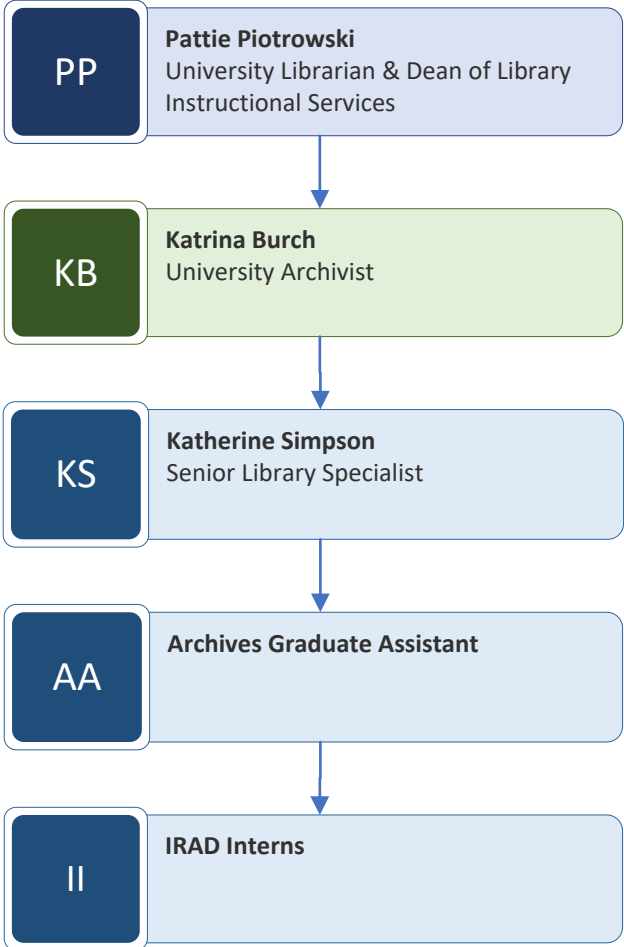 PP
Pattie Piotrowski
University Librarian & Dean of Library
Instructional Services
KB
Katrina Burch
University Archivist
KS
Katherine Simpson
Senior Library Specialist
AA
Archives Graduate Assistant
II
IRAD Interns